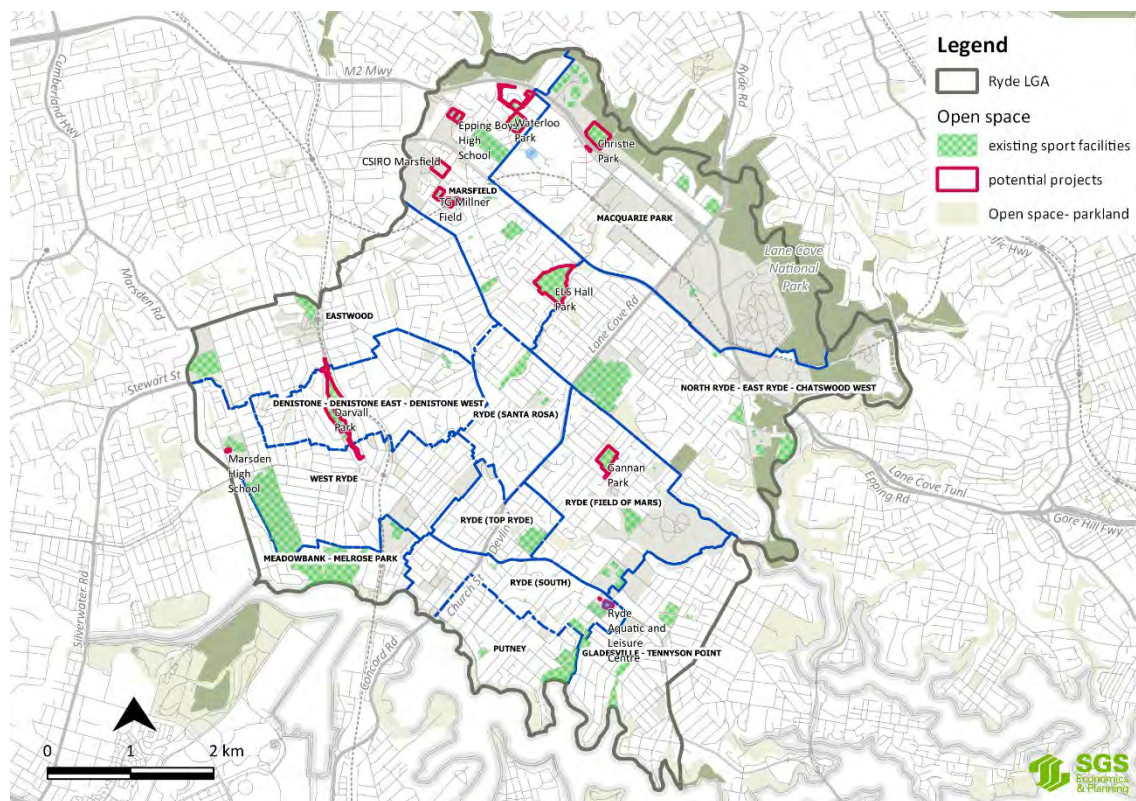 Legend
Ryde LGA
Open space
existing sport facilities
potential projects
Open space- parkland
Cumberland Hwy
M2 Mwy
Ryde Rd
Epping Boys
High
School
Waterloo
Park
Christie
Park
CSIRO Marsfield
MARSFIELD
TG Millner
Field
MACQUARIE PARK
Lane Cove
National
Park
ific Hwy
Marsden Rd
ELS Hall
Park
Lane Cove Rd
EASTWOOD
Stewart St
NORTH RYDE - EAST RYDE - CHATSWOOD WEST
DENISTONE - DENISTONE EAST - DENISTONE WEST
Darvall
Park
RYDE (SANTA ROSA)
Marsden
High
School
WEST RYDE
Gannan
Park
Lane Cove Tunl
Epping Rd
Gore Hill Fwy
RYDE (FIELD OF MARS)
RYDE (TOP RYDE)
Devlin
MEADOWBANK - MELROSE PARK
RYDE (SOUTH)
Church St
Silverwater Rd
Concord Rd
Ryde
Aquatic and
Leisure
Centre
PUTNEY
GLADESVILLE - TENNYSON POINT
0 1 2 km
SGS
Economics
& Planning